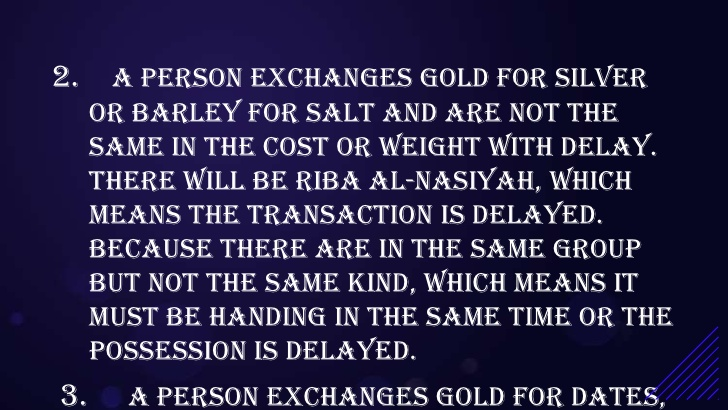 2. A PERSON EXCHANGES GOLD FOR SILVER
OR BARLEY FOR SALT AND ARE NOT THE
SAME IN THE COST OR WEIGHT WITH DELAY.
THERE WILL BE RIBA AL-NASIYAH, WHICH
MEANS THE TRANSACTION IS DELAYED.
BECAUSE THERE ARE IN THE SAME GROUP
BUT NOT THE SAME KIND, WHICH MEANS IT
MUST BE HANDING IN THE SAME TIME OR THE
POSSESSION IS DELAYED.
3. A PERSON EXCHANGES GOLD FOR DATES,